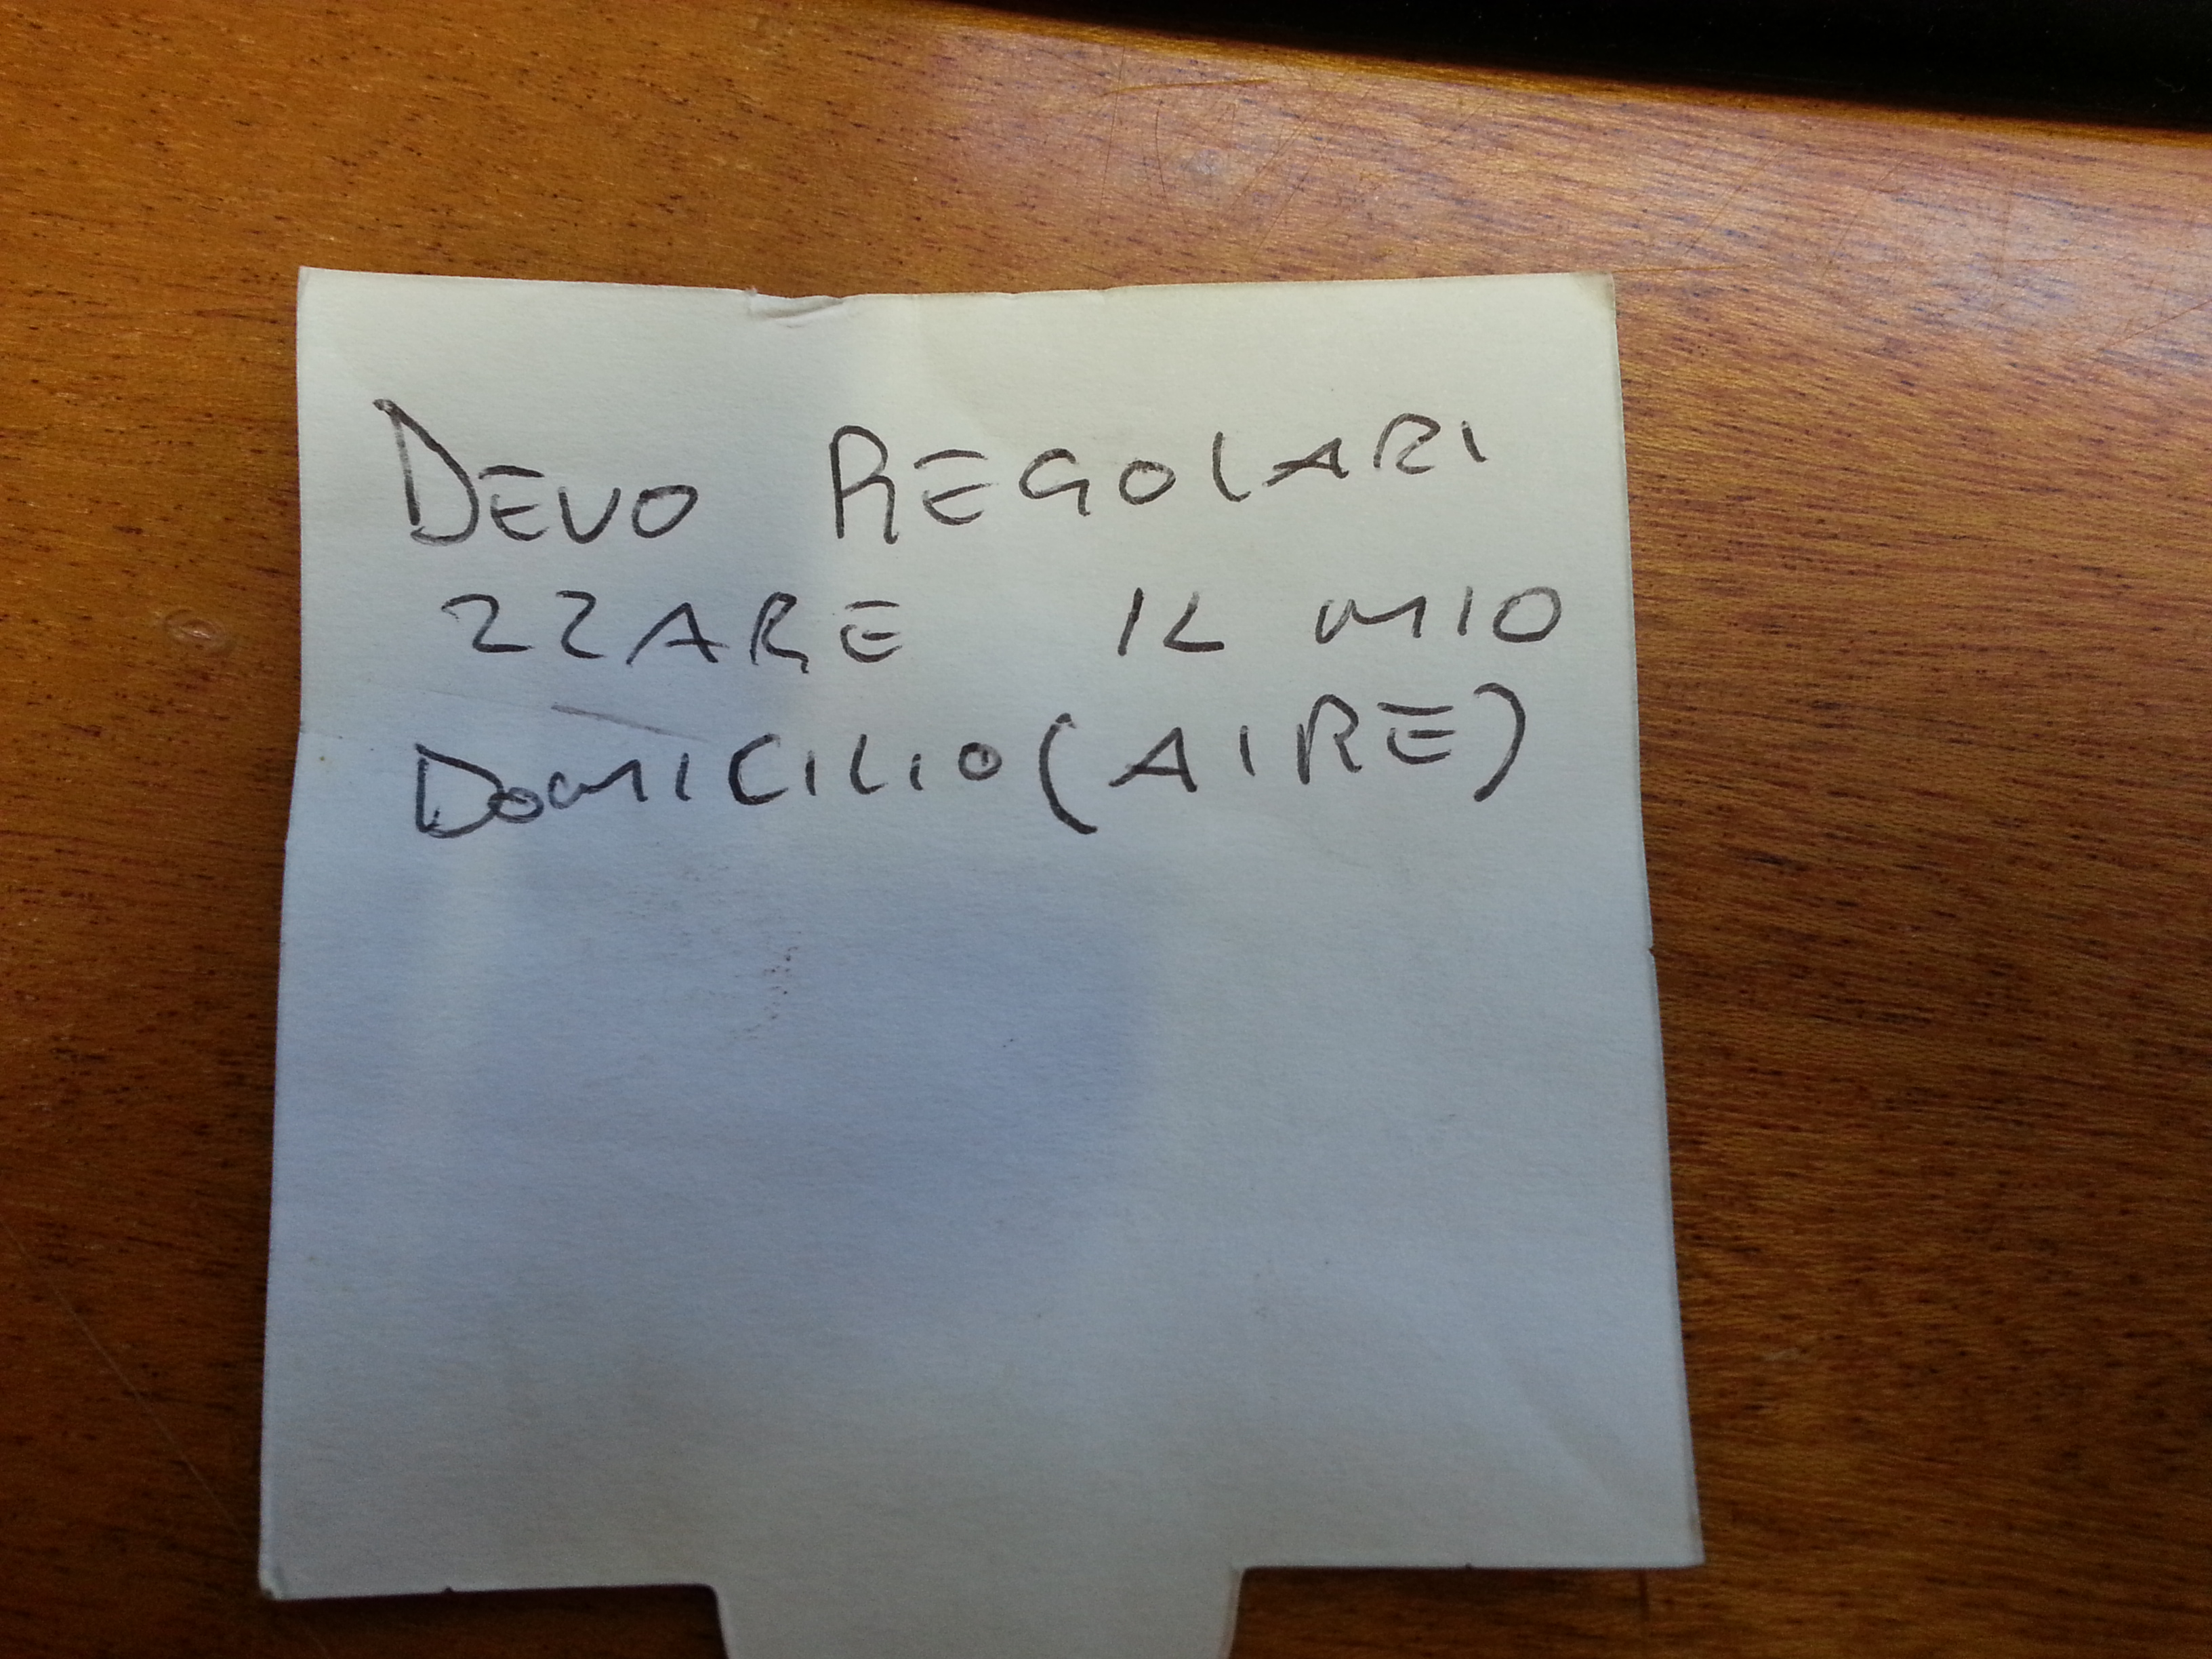 DEVO REGOLARI
ZZARE IL MIO
DOMICILIO (AIRE)